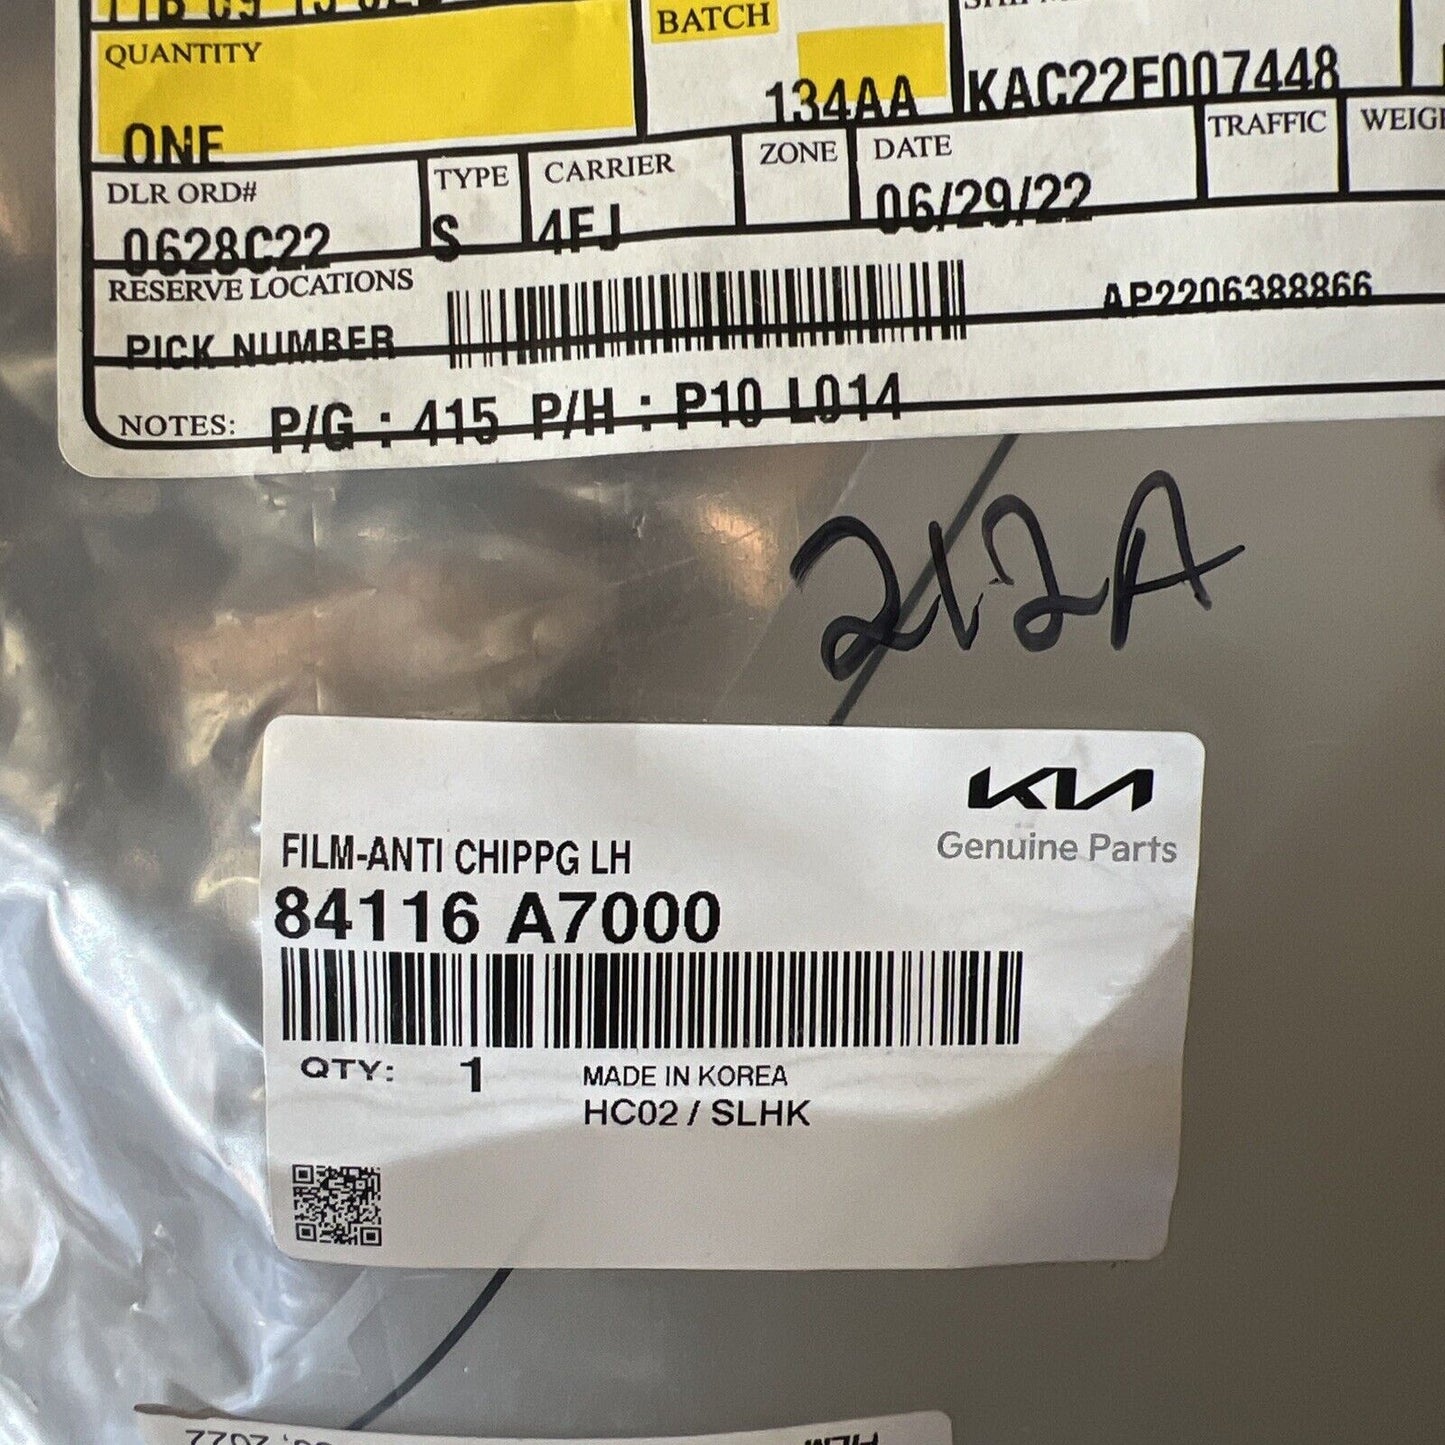 QUANTITY
BATCH
ONE
134AA
KAC22F007448
DLR ORD#
TYPE
CARRIER
ZONE
DATE
TRAFFIC
0628C22
S
4FJ
06/29/22
RESERVE LOCATIONS
PICK NUMBER
AP2206388866
NOTES: P/G : 415 P/H : P10 L014
212A
KIA
Genuine Parts
FILM-ANTI CHIPPG LH
84116 A7000
QTY: 1
MADE IN KOREA
HC02 / SLHK